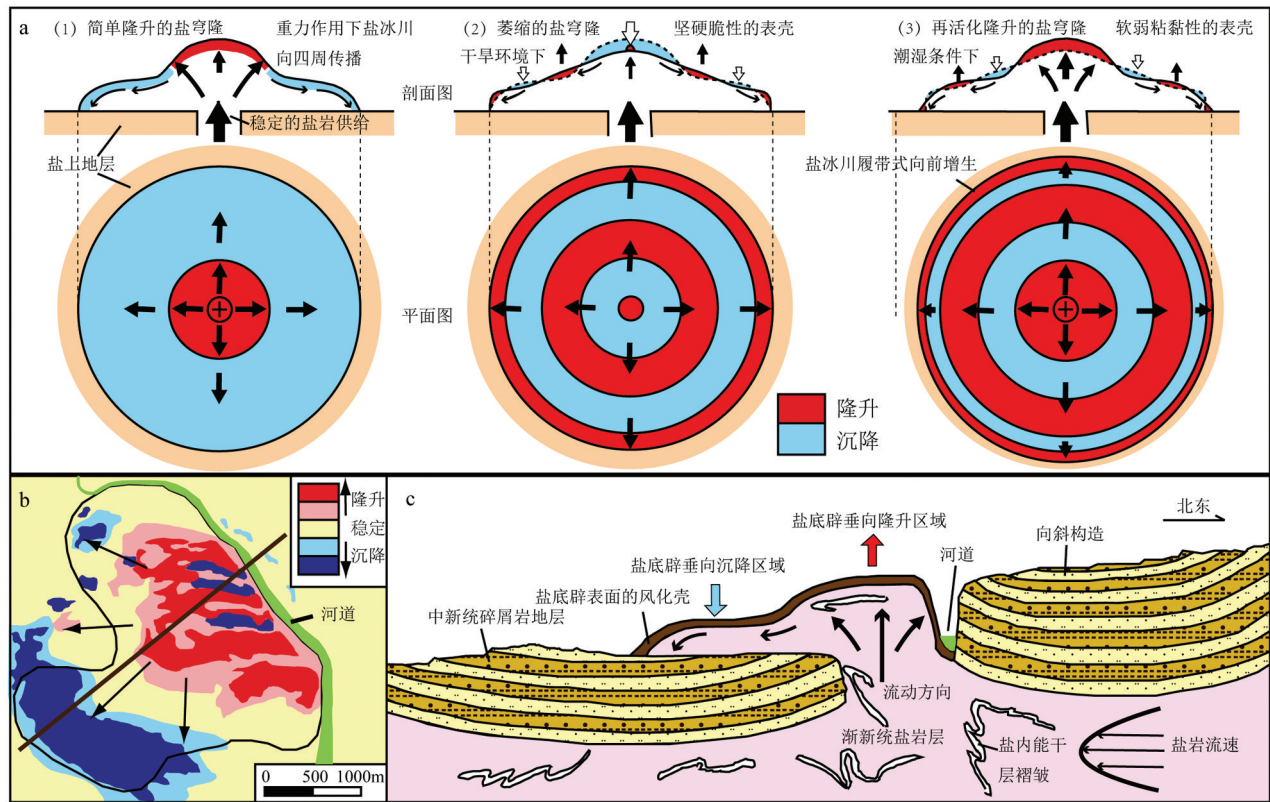 a
(1) 简单隆升的盐穹隆
重力作用下盐冰川
向四周传播
稳定的盐岩供给
盐上地层
(2) 萎缩的盐穹隆
干旱环境下
坚硬脆性的表壳
剖面图
平面图
(3) 再活化隆升的盐穹隆
潮湿条件下
软弱粘黏性的表壳
盐冰川履带式向前增生
隆升
沉降
b
隆升
稳定
沉降
河道
0 500 1000m
c
北东
盐底辟垂向隆升区域
河道
向斜构造
盐底辟垂向沉降区域
盐底辟表面的风化壳
中新统碎屑岩地层
流动方向
渐新统盐岩层
盐内能干
层褶皱
盐岩流速